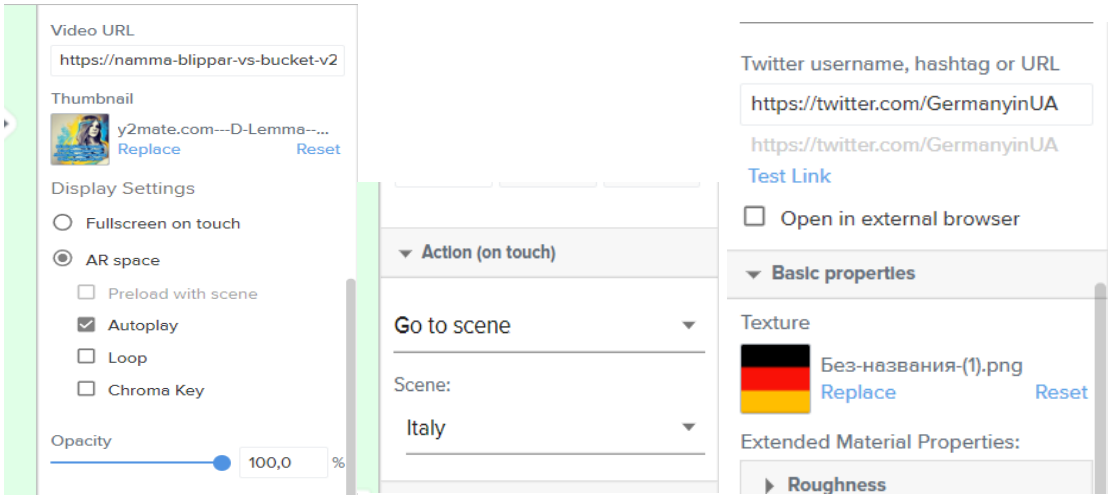 Video URL
https://namma-blippar-vs-bucket-v2
Thumbnail
y2mate.com---D-Lemma--...
Replace Reset
Display Settings
Fullscreen on touch
AR space
Preload with scene
Autoplay
Loop
Chroma Key
Opacity
100,0 %
Action (on touch)
Go to scene
Scene:
Italy
Twitter username, hashtag or URL
https://twitter.com/GermanyinUA
https://twitter.com/GermanyinUA
Test Link
Open in external browser
Basic properties
Texture
Без-названия-(1).png
Replace Reset
Extended Material Properties:
Roughness